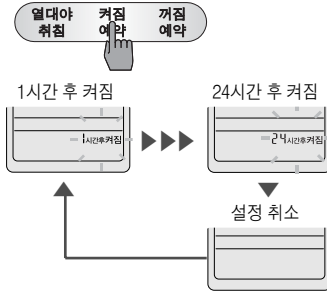 열대야 켜짐 꺼짐
취침 예약 예약
1시간 후 켜짐 24시간 후 켜짐
1시간후켜짐 24시간후켜짐
설정 취소